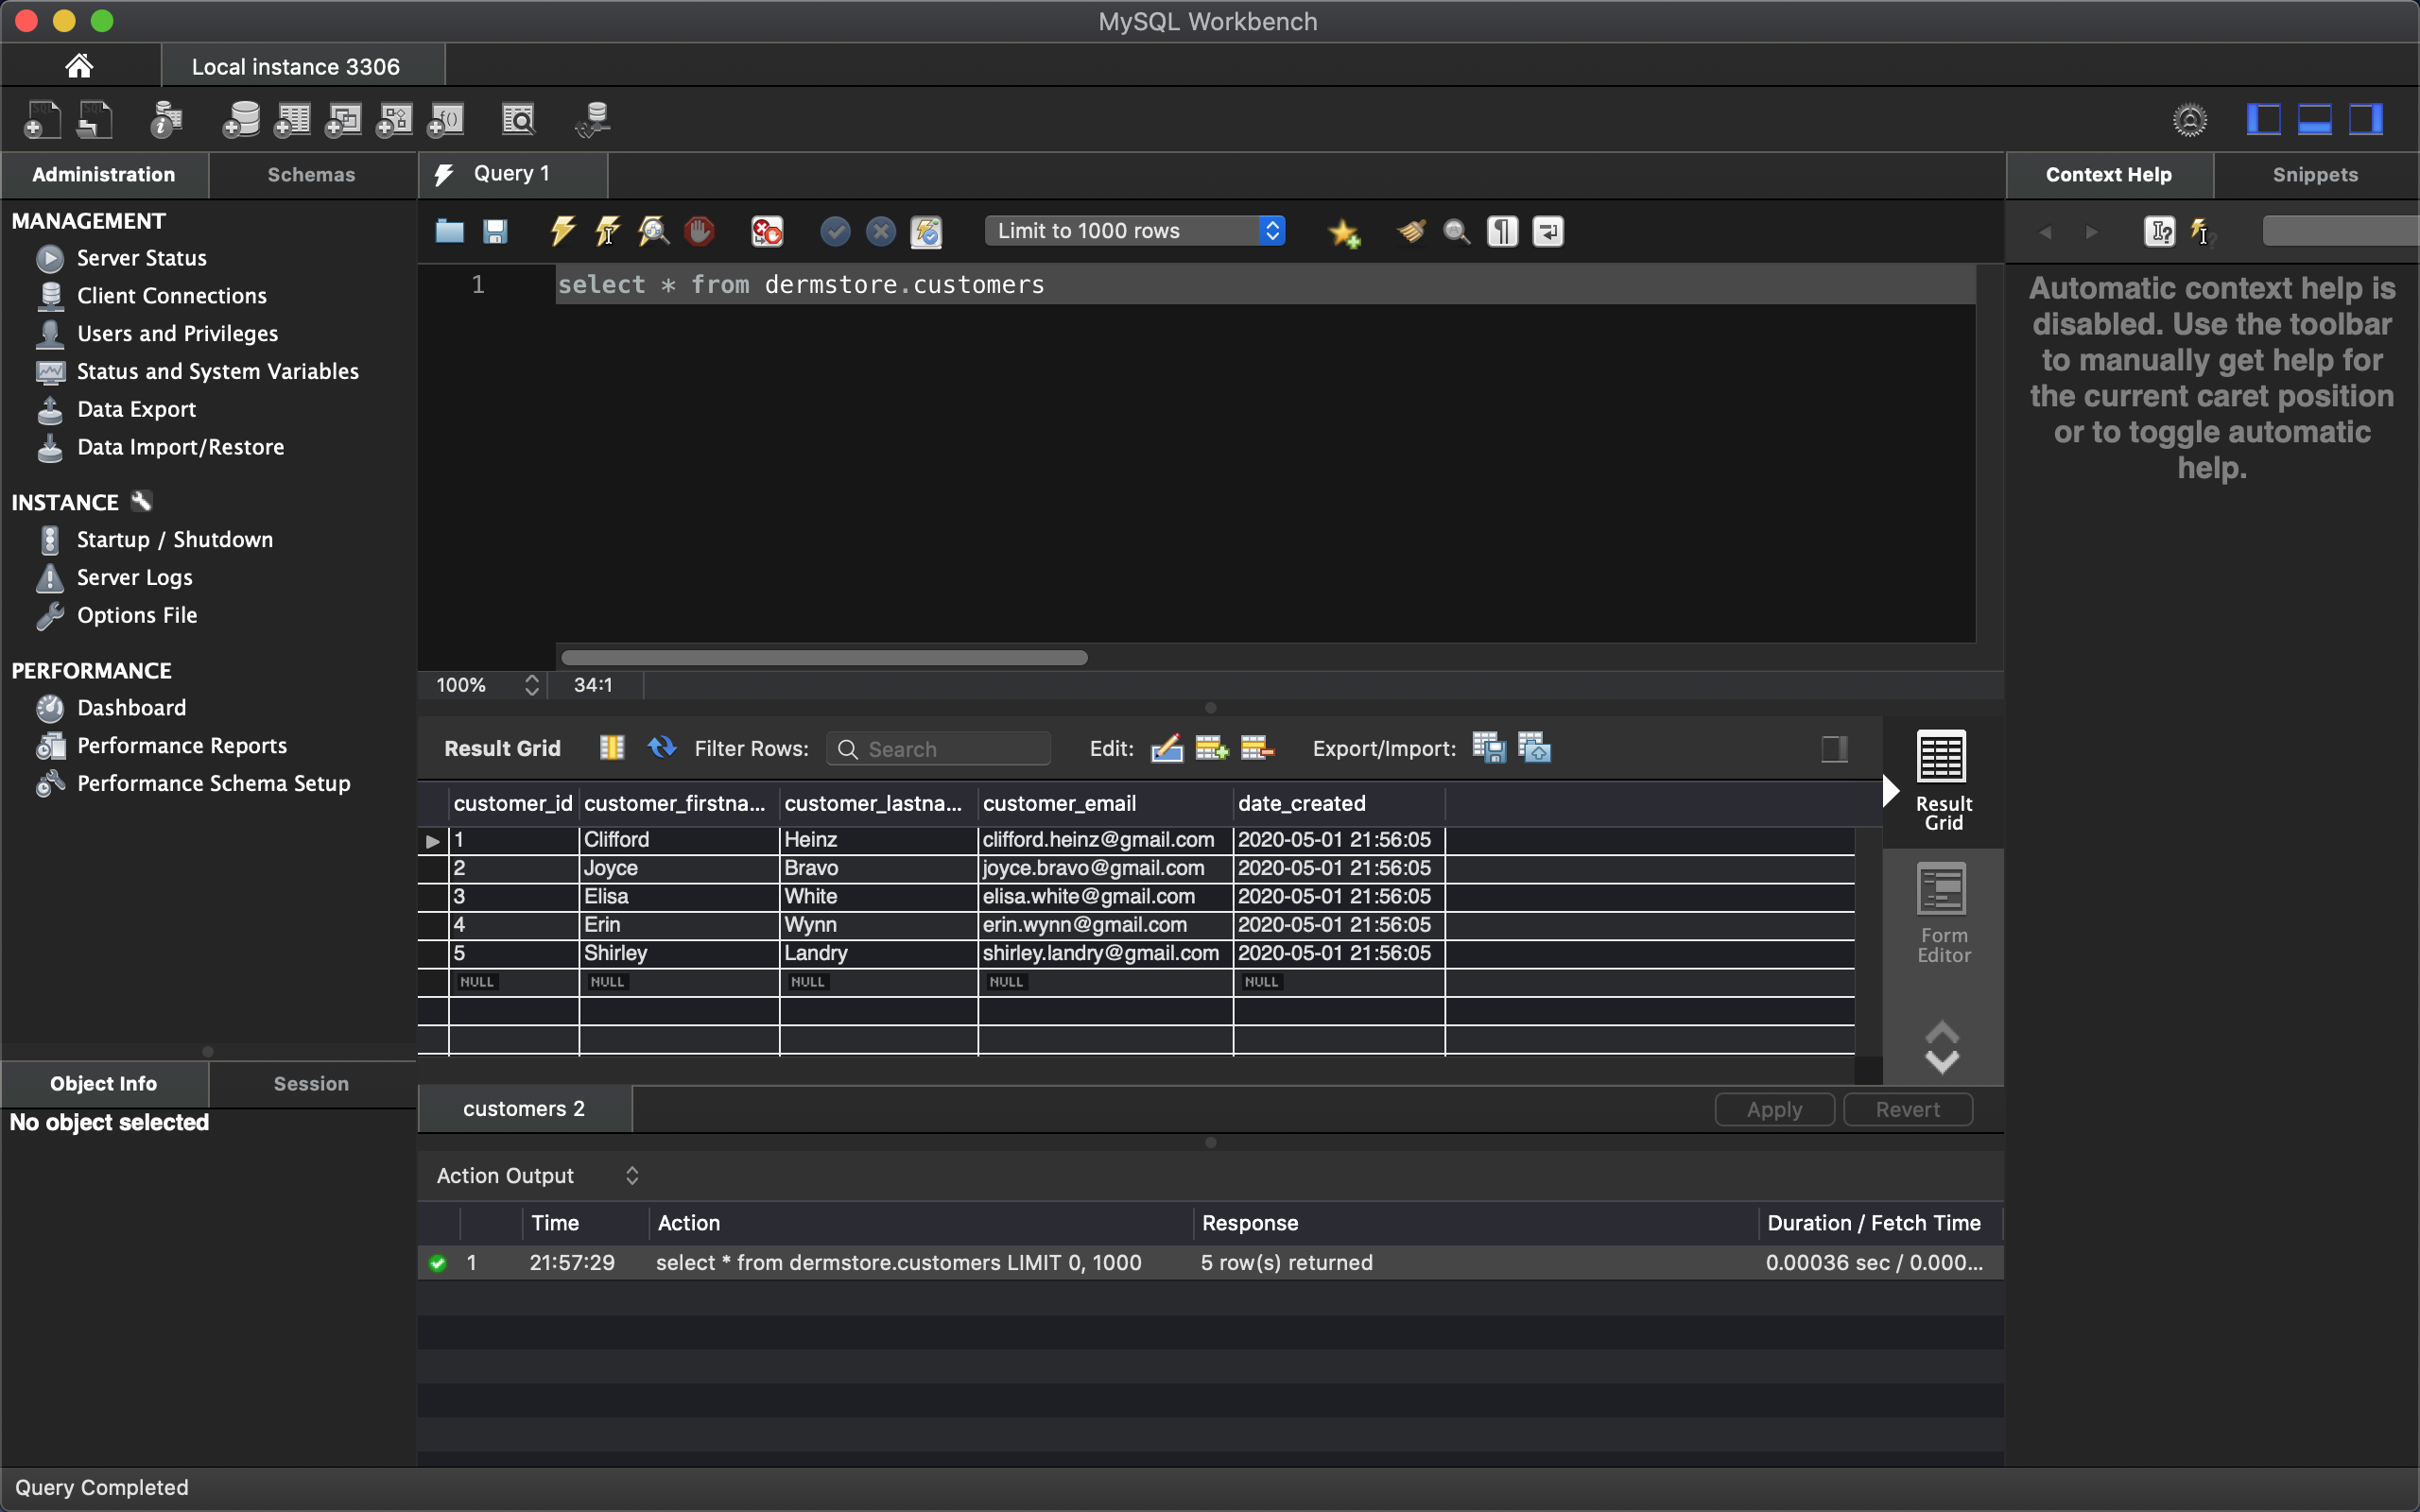 MySQL Workbench
Local instance 3306
Administration
Schemas
MANAGEMENT
Server Status
Client Connections
Users and Privileges
Status and System Variables
Data Export
Data Import/Restore
INSTANCE
Startup / Shutdown
Server Logs
Options File
PERFORMANCE
Dashboard
Performance Reports
Performance Schema Setup
Object Info
Session
No object selected
Query 1
Limit to 1000 rows
1 select * from dermstore.customers
100% 34:1
Result Grid Filter Rows: Search Edit: Export/Import:
customer_id customer_firstna... customer_lastna... customer_email date_created
1 Clifford Heinz clifford.heinz@gmail.com 2020-05-01 21:56:05
2 Joyce Bravo joyce.bravo@gmail.com 2020-05-01 21:56:05
3 Elisa White elisa.white@gmail.com 2020-05-01 21:56:05
4 Erin Wynn erin.wynn@gmail.com 2020-05-01 21:56:05
5 Shirley Landry shirley.landry@gmail.com 2020-05-01 21:56:05
NULL NULL NULL NULL NULL
Result
Grid
Form
Editor
customers 2
Apply Revert
Action Output
Time Action Response Duration / Fetch Time
1 21:57:29 select * from dermstore.customers LIMIT 0, 1000 5 row(s) returned 0.00036 sec / 0.000...
Context Help
Snippets
Automatic context help is
disabled. Use the toolbar
to manually get help for
the current caret position
or to toggle automatic
help.
Query Completed